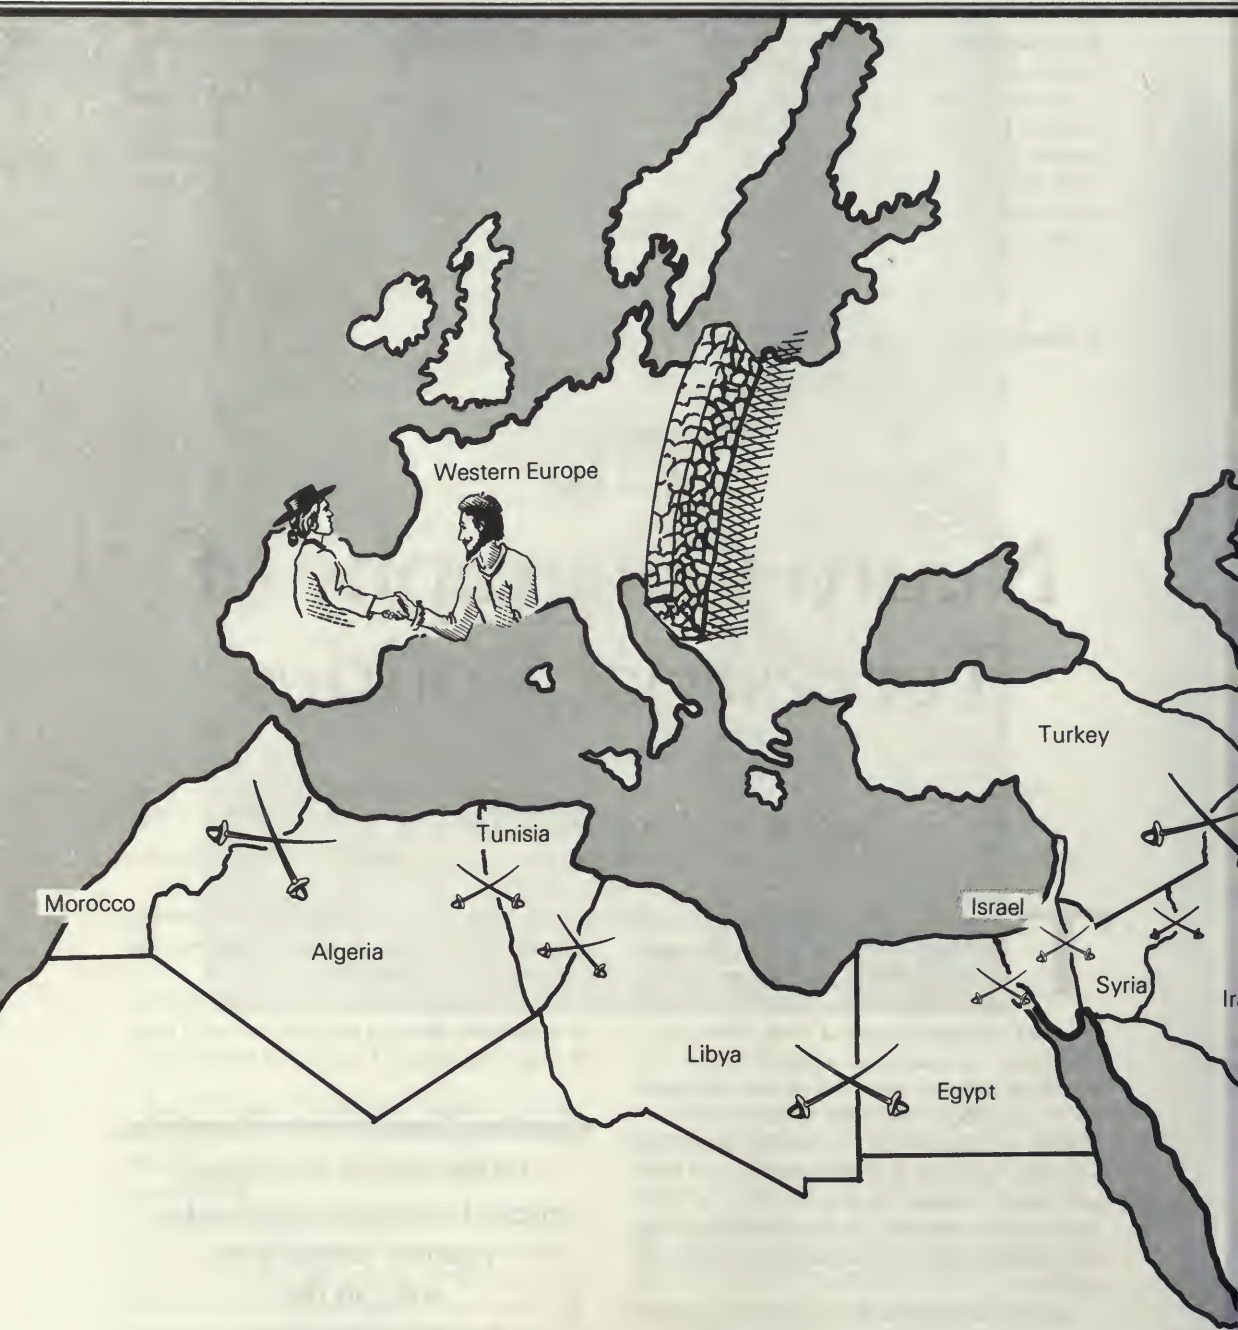 Western Europe
Turkey
Tunisia
Morocco
Israel
Algeria
Syria
Libya
Egypt